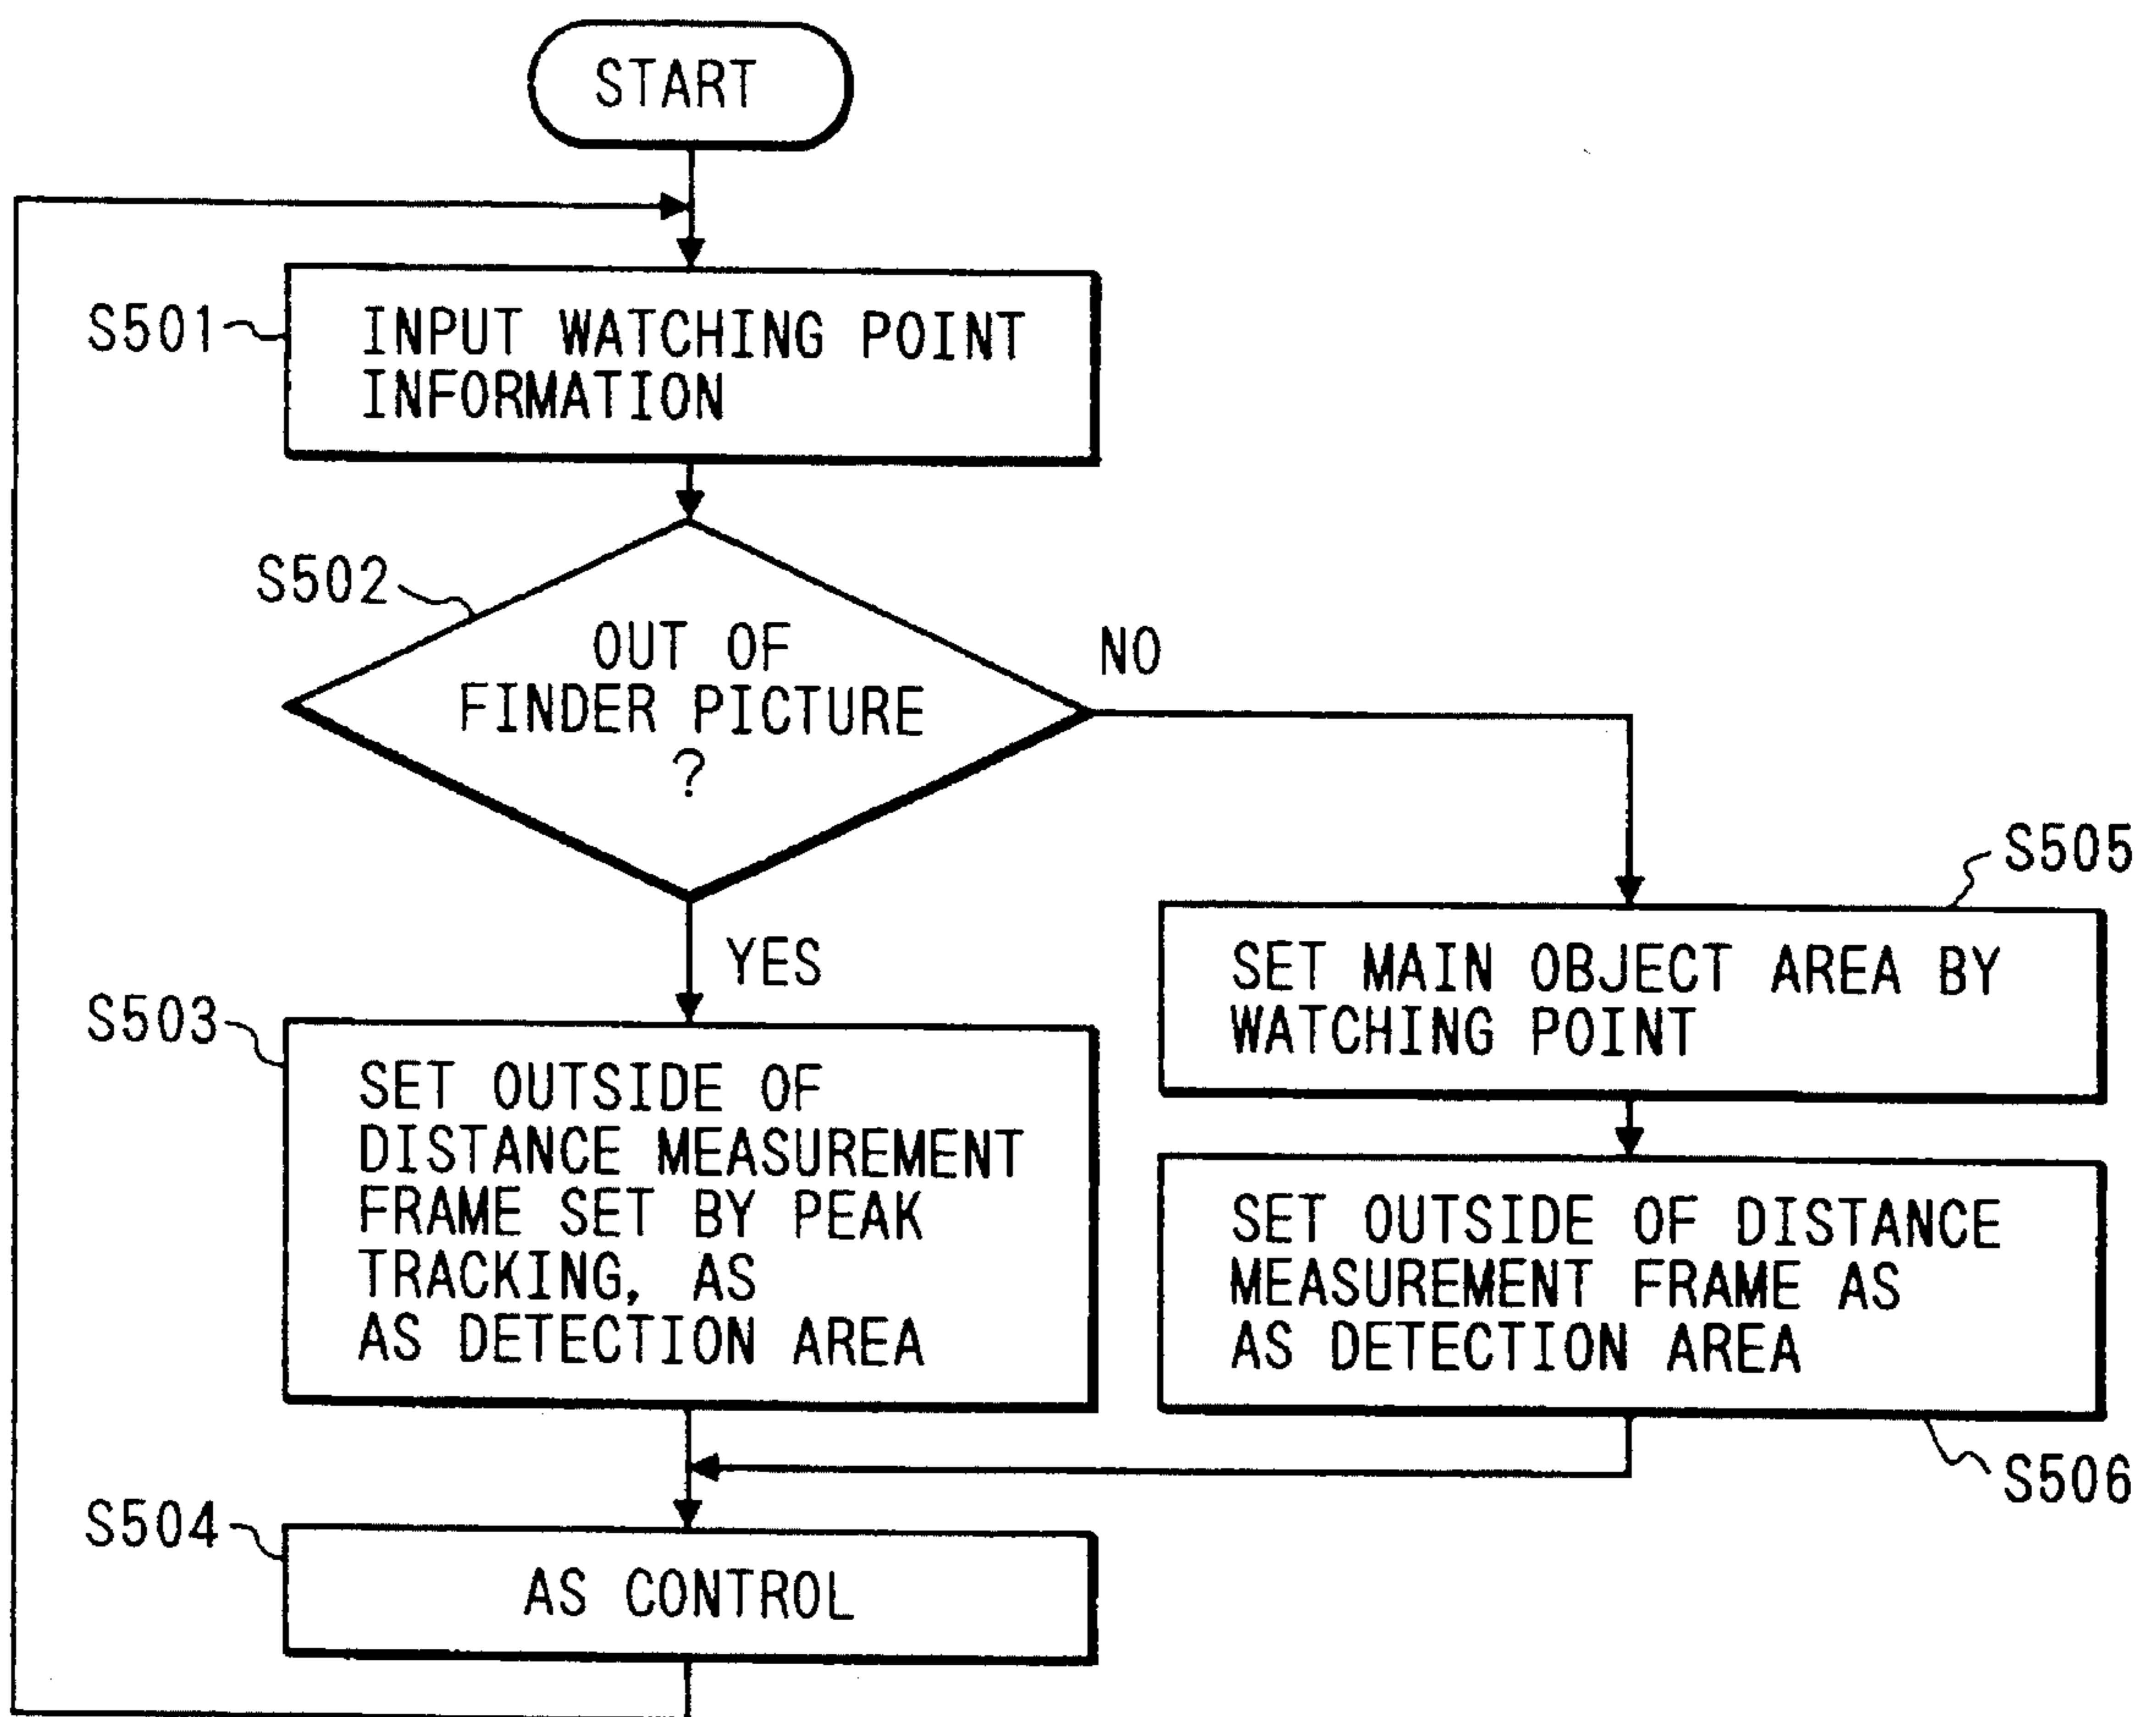 START
S501
INPUT WATCHING POINT
INFORMATION
S502
OUT OF
FINDER PICTURE
?
NO
YES
S503
SET OUTSIDE OF
DISTANCE MEASUREMENT
FRAME SET BY PEAK
TRACKING, AS
AS DETECTION AREA
S505
SET MAIN OBJECT AREA BY
WATCHING POINT
SET OUTSIDE OF DISTANCE
MEASUREMENT FRAME AS
AS DETECTION AREA
S506
S504
AS CONTROL